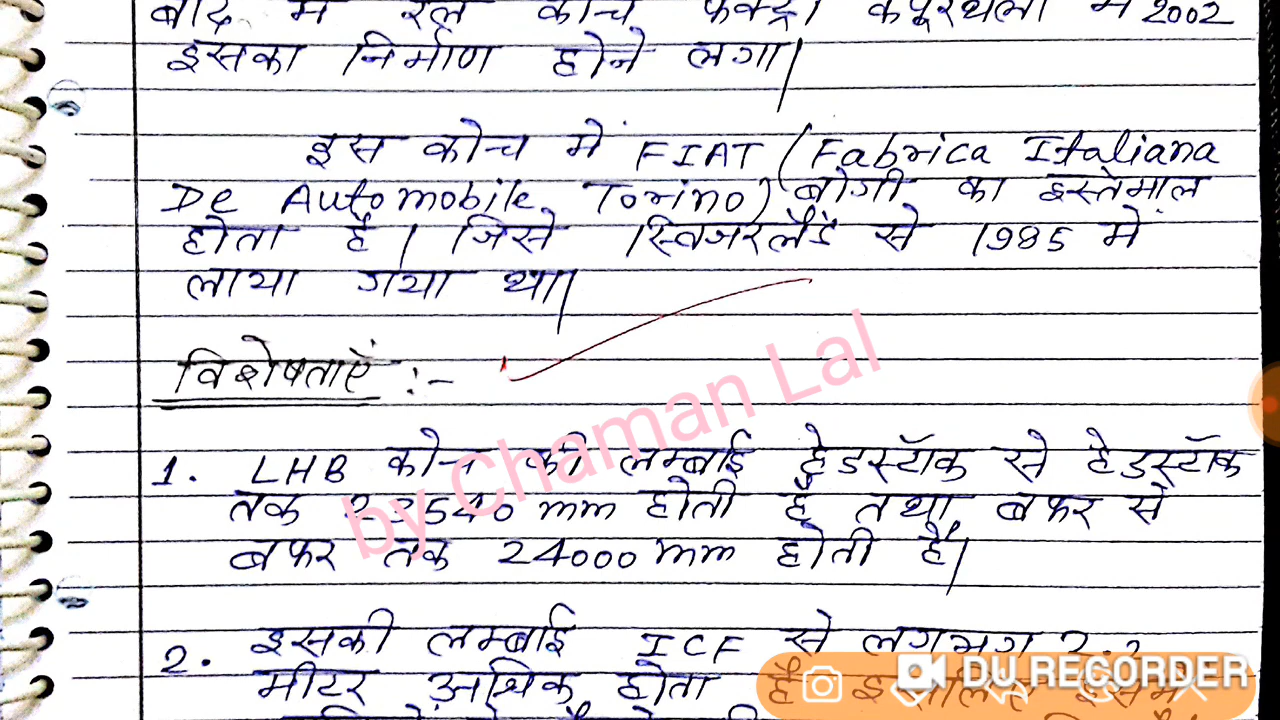 बाद में रेल कोच फैक्ट्री कपूरथला में 2002
इसका निर्माण होने लगा।
इस कोच में FIAT (Fabrica Italiana
De Automobile Torino) बोगी का इस्तेमाल
होता है। जिसे स्विजरलैंड से 1985 में
लाया गया था।
विशेषताएं :-
by Chaman Lal
1. LHB कोच की लम्बाई हेडस्टॉक से हेडस्टॉक
तक 23540 mm होती है तथा बफर से
बफर तक 24000 mm होती है।
2. इसकी लम्बाई ICF से लगभग
मीटर अधिक होता है इसलिए इसमें
DU RECORDER